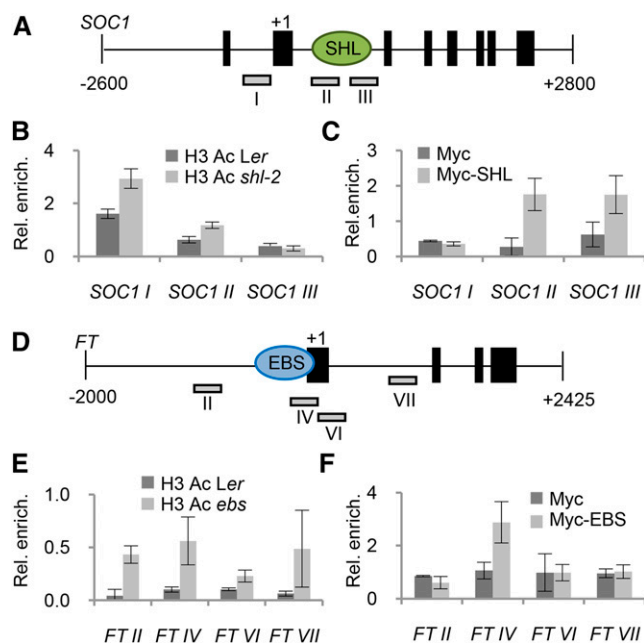 A
SOC1
+1
SHL
-2600
+2800
I
II
III
B
H3 Ac Ler
H3 Ac shl-2
Rel. enrich.
4
2
0
SOC1 I
SOC1 II
SOC1 III
C
Myc
Myc-SHL
Rel.enrich.
3
2
1
0
SOC1 I
SOC1 II
SOC1 III
D
FT
+1
EBS
-2000
+2425
II
IV
VI
VII
E
H3 Ac Ler
H3 Ac ebs
Rel. enrich.
1.0
0.5
0.0
FT II
FT IV
FT VI
FT VII
F
Myc
Myc-EBS
Rel. enrich.
4
2
0
FT II
FT IV
FT VI
FT VII